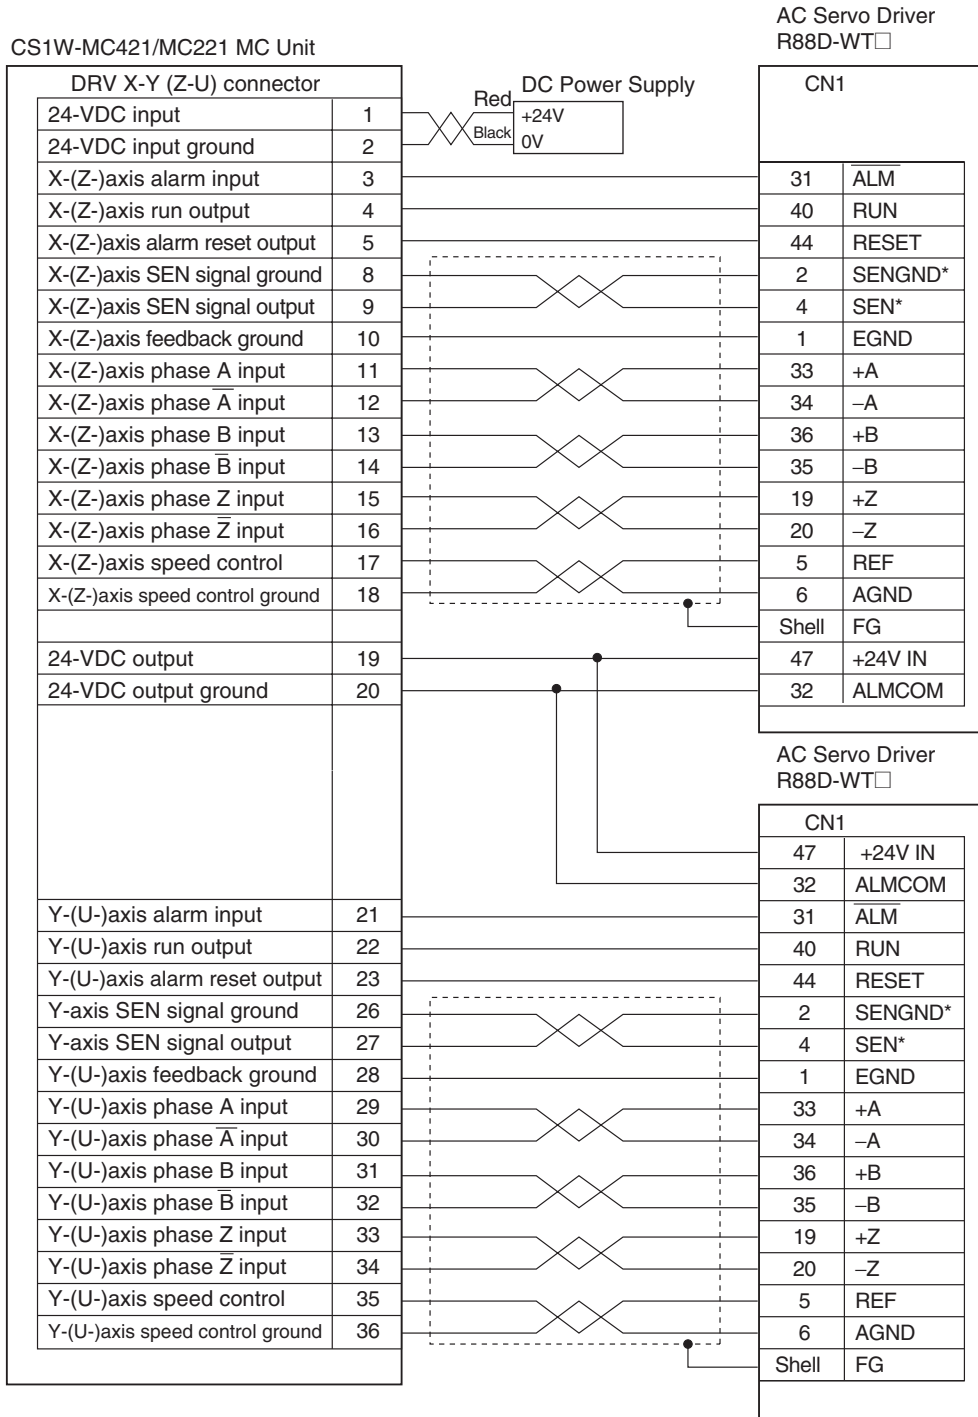 AC Servo Driver
R88D-WT□
CS1W-MC421/MC221 MC Unit
DRV X-Y (Z-U) connector
24-VDC input 1
24-VDC input ground 2
X-(Z-)axis alarm input 3
X-(Z-)axis run output 4
X-(Z-)axis alarm reset output 5
X-(Z-)axis SEN signal ground 8
X-(Z-)axis SEN signal output 9
X-(Z-)axis feedback ground 10
X-(Z-)axis phase A input 11
X-(Z-)axis phase A̅ input 12
X-(Z-)axis phase B input 13
X-(Z-)axis phase B̅ input 14
X-(Z-)axis phase Z input 15
X-(Z-)axis phase Z̅ input 16
X-(Z-)axis speed control 17
X-(Z-)axis speed control ground 18
24-VDC output 19
24-VDC output ground 20
Y-(U-)axis alarm input 21
Y-(U-)axis run output 22
Y-(U-)axis alarm reset output 23
Y-axis SEN signal ground 26
Y-axis SEN signal output 27
Y-(U-)axis feedback ground 28
Y-(U-)axis phase A input 29
Y-(U-)axis phase A̅ input 30
Y-(U-)axis phase B input 31
Y-(U-)axis phase B̅ input 32
Y-(U-)axis phase Z input 33
Y-(U-)axis phase Z̅ input 34
Y-(U-)axis speed control 35
Y-(U-)axis speed control ground 36
DC Power Supply
Red +24V
Black 0V
CN1
31 A̅L̅M̅
40 RUN
44 RESET
2 SENGND*
4 SEN*
1 EGND
33 +A
34 −A
36 +B
35 −B
19 +Z
20 −Z
5 REF
6 AGND
Shell FG
47 +24V IN
32 ALMCOM
AC Servo Driver
R88D-WT□
CN1
47 +24V IN
32 ALMCOM
31 A̅L̅M̅
40 RUN
44 RESET
2 SENGND*
4 SEN*
1 EGND
33 +A
34 −A
36 +B
35 −B
19 +Z
20 −Z
5 REF
6 AGND
Shell FG